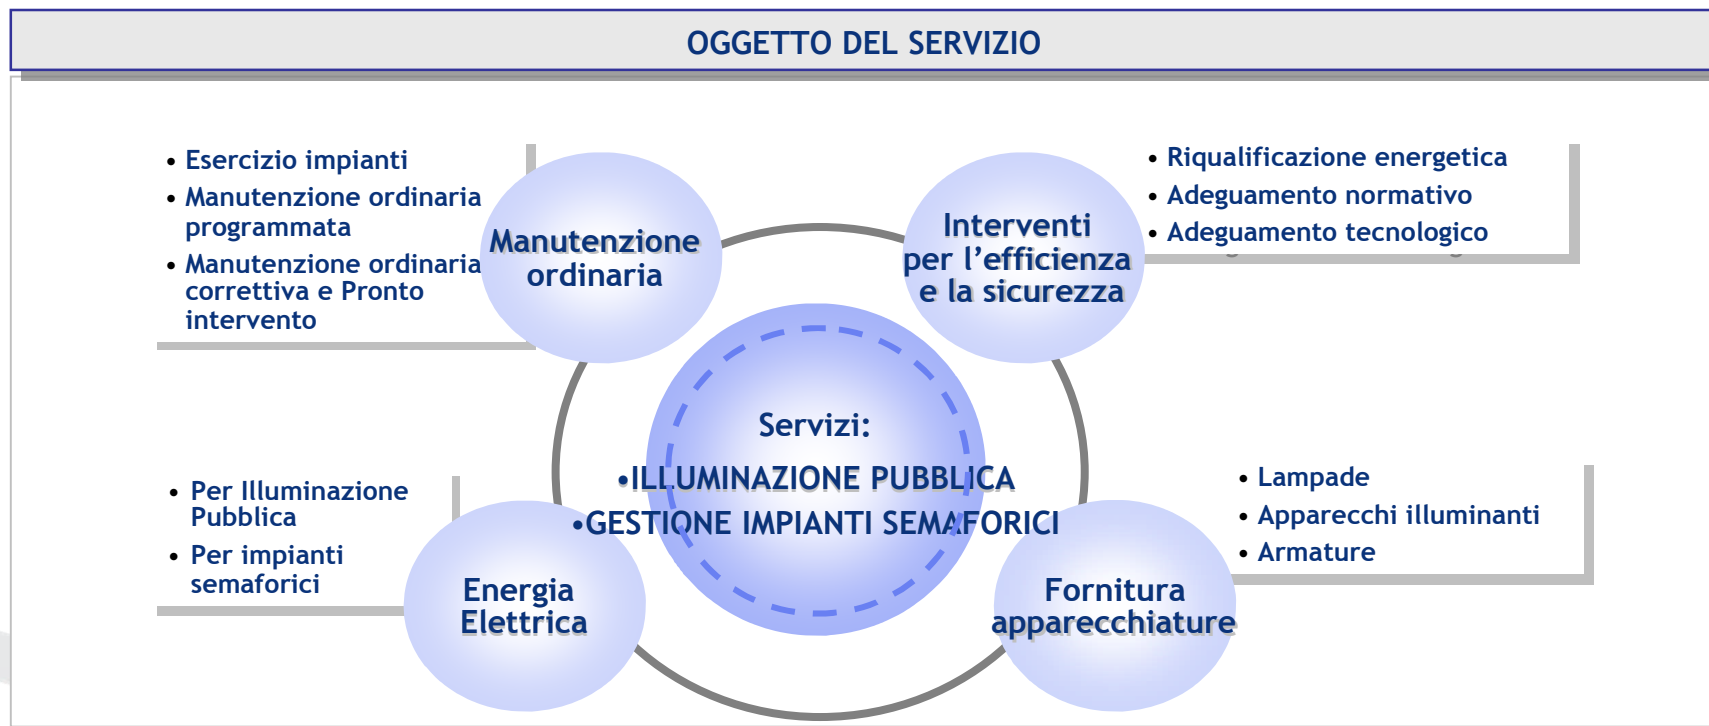 OGGETTO DEL SERVIZIO
• Esercizio impianti
• Manutenzione ordinaria
programmata
• Manutenzione ordinaria
correttiva e Pronto
intervento
Manutenzione
ordinaria
Interventi
per l’efficienza
e la sicurezza
• Riqualificazione energetica
• Adeguamento normativo
• Adeguamento tecnologico
Servizi:
•ILLUMINAZIONE PUBBLICA
•GESTIONE IMPIANTI SEMAFORICI
• Per Illuminazione
Pubblica
• Per impianti
semaforici
Energia
Elettrica
Fornitura
apparecchiature
• Lampade
• Apparecchi illuminanti
• Armature